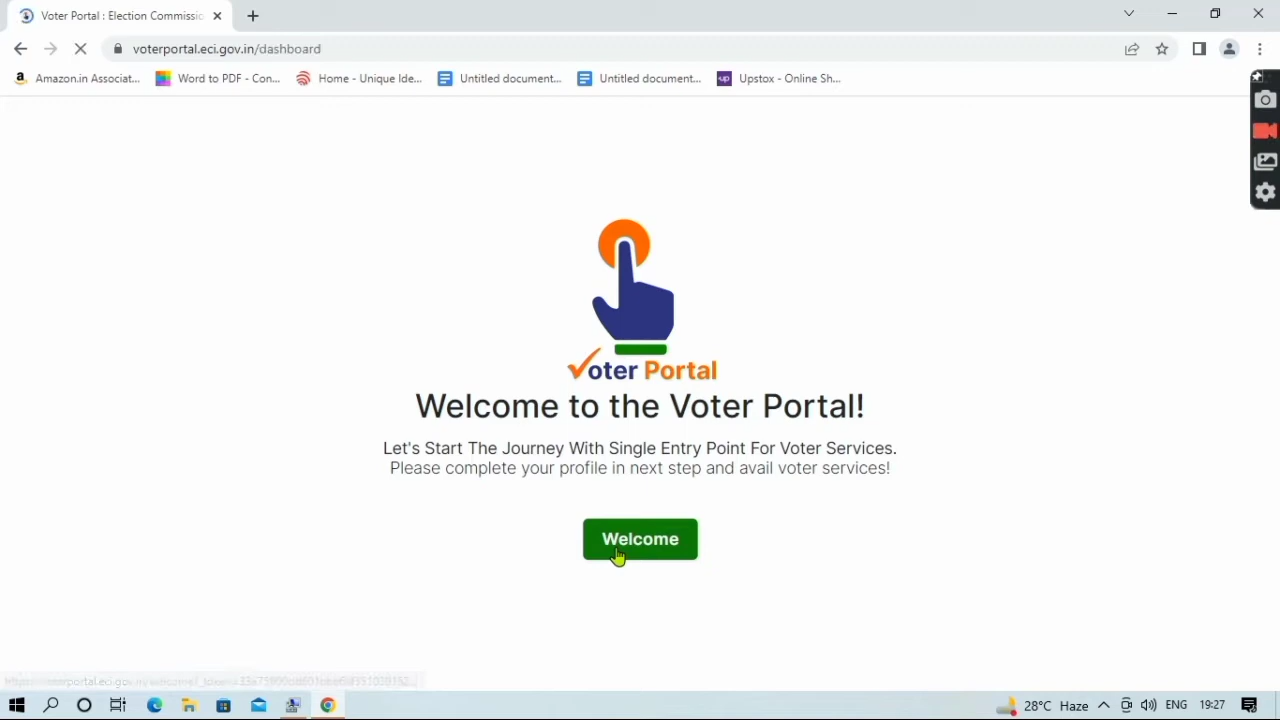 Voter Portal : Election Commissio
voterportal.eci.gov.in/dashboard
Amazon.in Associat...
Word to PDF - Con...
Home - Unique Ide...
Untitled document...
Untitled document...
Upstox - Online Sh...
Voter Portal
Welcome to the Voter Portal!
Let's Start The Journey With Single Entry Point For Voter Services.
Please complete your profile in next step and avail voter services!
Welcome
28°C Haze
ENG
19:27